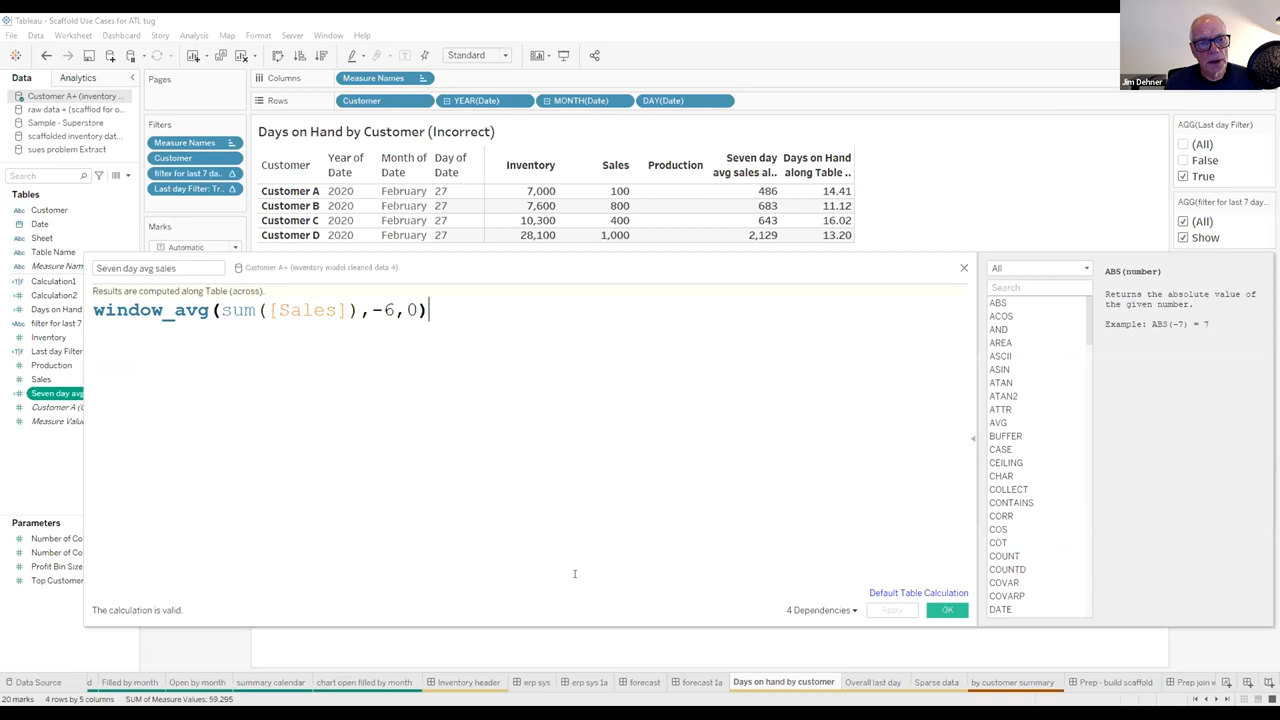 Tableau - Scaffold Use Cases for ATL tug
File Data Worksheet Dashboard Story Analysis Map Format Server Window Help
Standard
Jim Dehner
Data Analytics
Pages
Columns Measure Names
Customer A+ (inventory ...
Rows Customer YEAR(Date) MONTH(Date) DAY(Date)
raw data + (scaffold for o...
Sample - Superstore
scaffolded inventory dat...
sues problem Extract
Search
Filters
Measure Names
Customer
filter for last 7 da..
Last day Filter: Tr..
Marks
Automatic
Days on Hand by Customer (Incorrect)
Customer Year of Date Month of Date Day of Date Inventory Sales Production Seven day avg sales al.. Days on Hand along Table ..
Customer A 2020 February 27 7,000 100 486 14.41
Customer B 2020 February 27 7,600 800 683 11.12
Customer C 2020 February 27 10,300 400 643 16.02
Customer D 2020 February 27 28,100 1,000 2,129 13.20
AGG(Last day Filter)
(All)
False
True
AGG(filter for last 7 day...
(All)
Show
Tables
Abc Customer
Date
Abc Sheet
Abc Table Name
Abc Measure Nam
Calculation1
Calculation2
Days on Hand
filter for last 7
Inventory
Last day Filter
Production
Sales
Seven day avg
Customer A (
Measure Valu
Parameters
Number of Co
Number of Co
Profit Bin Size
Top Customer
Seven day avg sales Customer A+ (inventory model cleaned data 4)
Results are computed along Table (across).
window_avg(sum([Sales]),-6,0)
Default Table Calculation
The calculation is valid. 4 Dependencies Apply OK
All
Search
ABS
ACOS
AND
AREA
ASCII
ASIN
ATAN
ATAN2
ATTR
AVG
BUFFER
CASE
CEILING
CHAR
COLLECT
CONTAINS
CORR
COS
COT
COUNT
COUNTD
COVAR
COVARP
DATE
ABS(number)
Returns the absolute value of
the given number.
Example: ABS(-7) = 7
Data Source d Filled by month Open by month summary calendar chart open filled by month Inventory header erp sys erp sys 1a forecast forecast 1a Days on hand by customer Overall last day Sparse data by customer summary Prep - build scaffold Prep join w
20 marks 4 rows by 5 columns SUM of Measure Values: 59,295